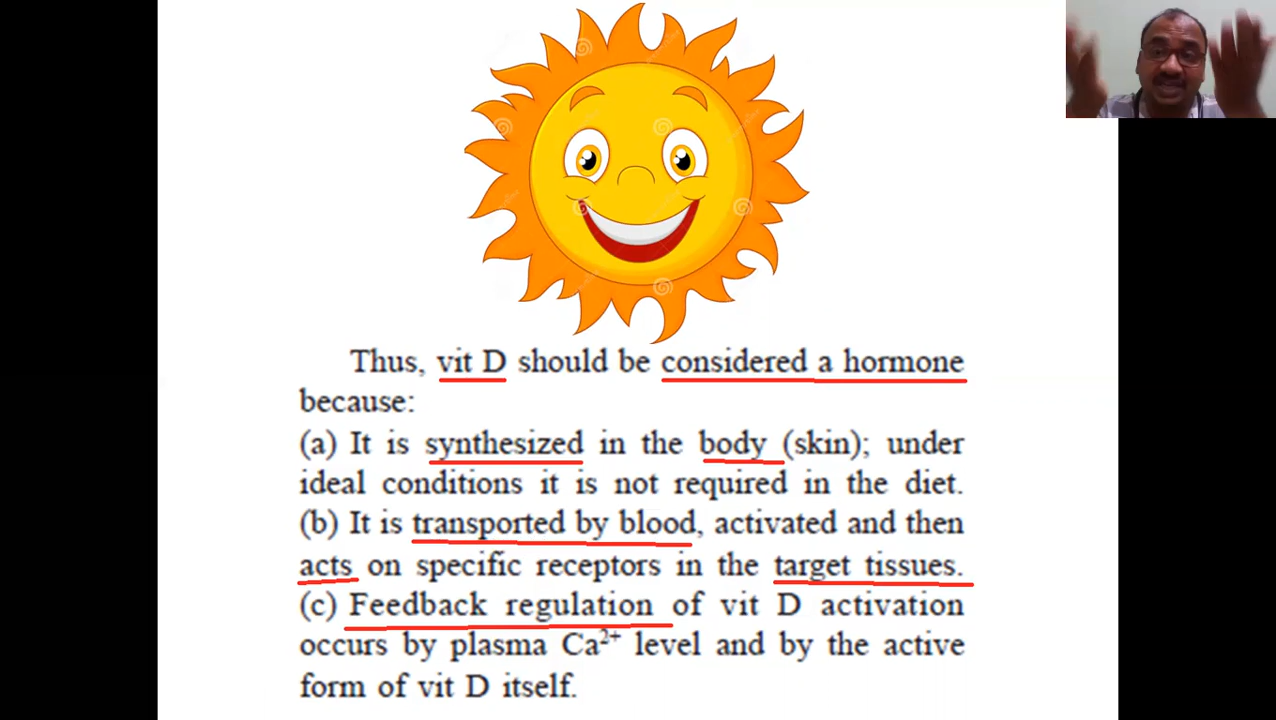 Thus, vit D should be considered a hormone
because:
(a) It is synthesized in the body (skin); under
ideal conditions it is not required in the diet.
(b) It is transported by blood, activated and then
acts on specific receptors in the target tissues.
(c) Feedback regulation of vit D activation
occurs by plasma Ca²⁺ level and by the active
form of vit D itself.